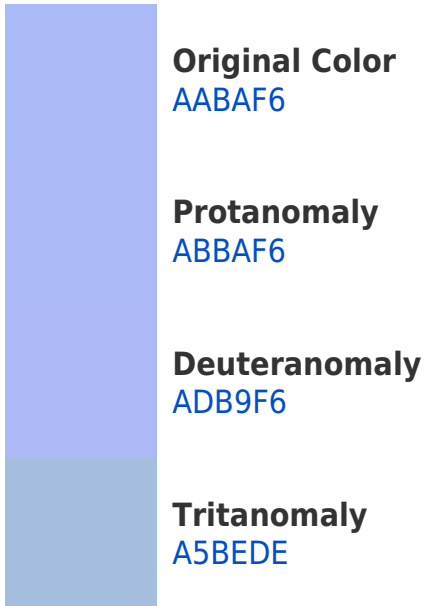 Original Color
AABAF6
Protanomaly
ABBAF6
Deuteranomaly
ADB9F6
Tritanomaly
A5BEDE